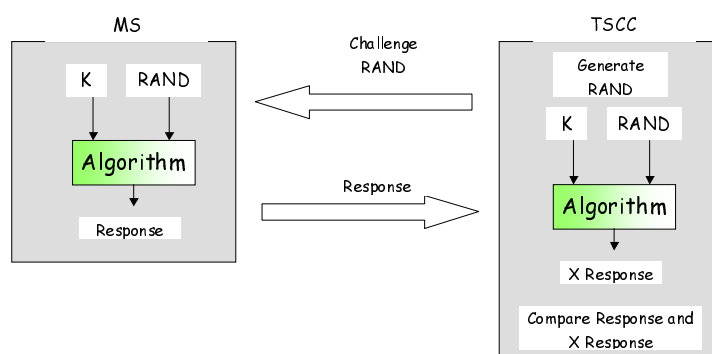 MS
K
RAND
Algorithm
Response
Challenge
RAND
Response
TSCC
Generate
RAND
K
RAND
Algorithm
X Response
Compare Response and
X Response